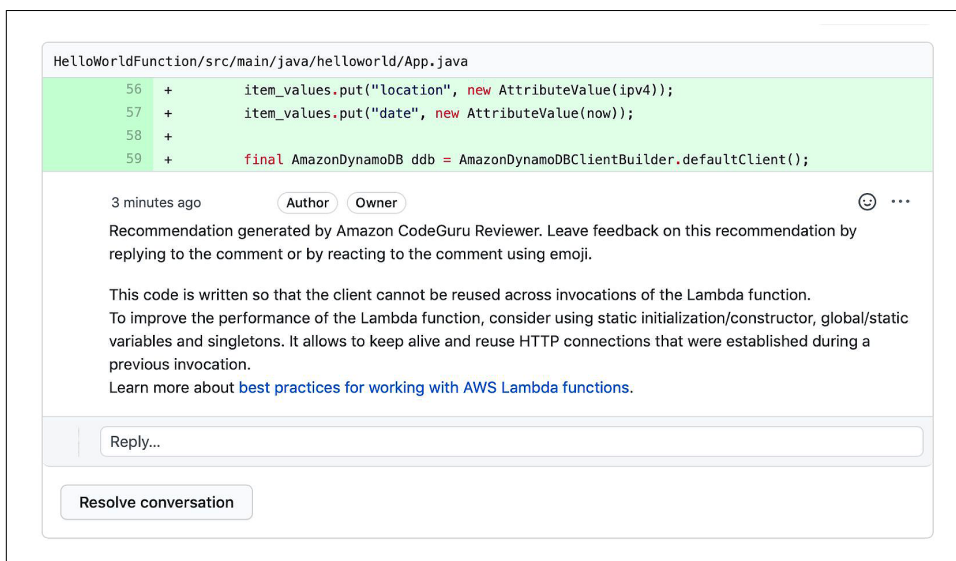 HelloWorldFunction/src/main/java/helloworld/App.java
56 + item_values.put("location", new AttributeValue(ipv4));
57 + item_values.put("date", new AttributeValue(now));
58 +
59 + final AmazonDynamoDB ddb = AmazonDynamoDBClientBuilder.defaultClient();
3 minutes ago Author Owner
Recommendation generated by Amazon CodeGuru Reviewer. Leave feedback on this recommendation by
replying to the comment or by reacting to the comment using emoji.
This code is written so that the client cannot be reused across invocations of the Lambda function.
To improve the performance of the Lambda function, consider using static initialization/constructor, global/static
variables and singletons. It allows to keep alive and reuse HTTP connections that were established during a
previous invocation.
Learn more about best practices for working with AWS Lambda functions.
Reply...
Resolve conversation